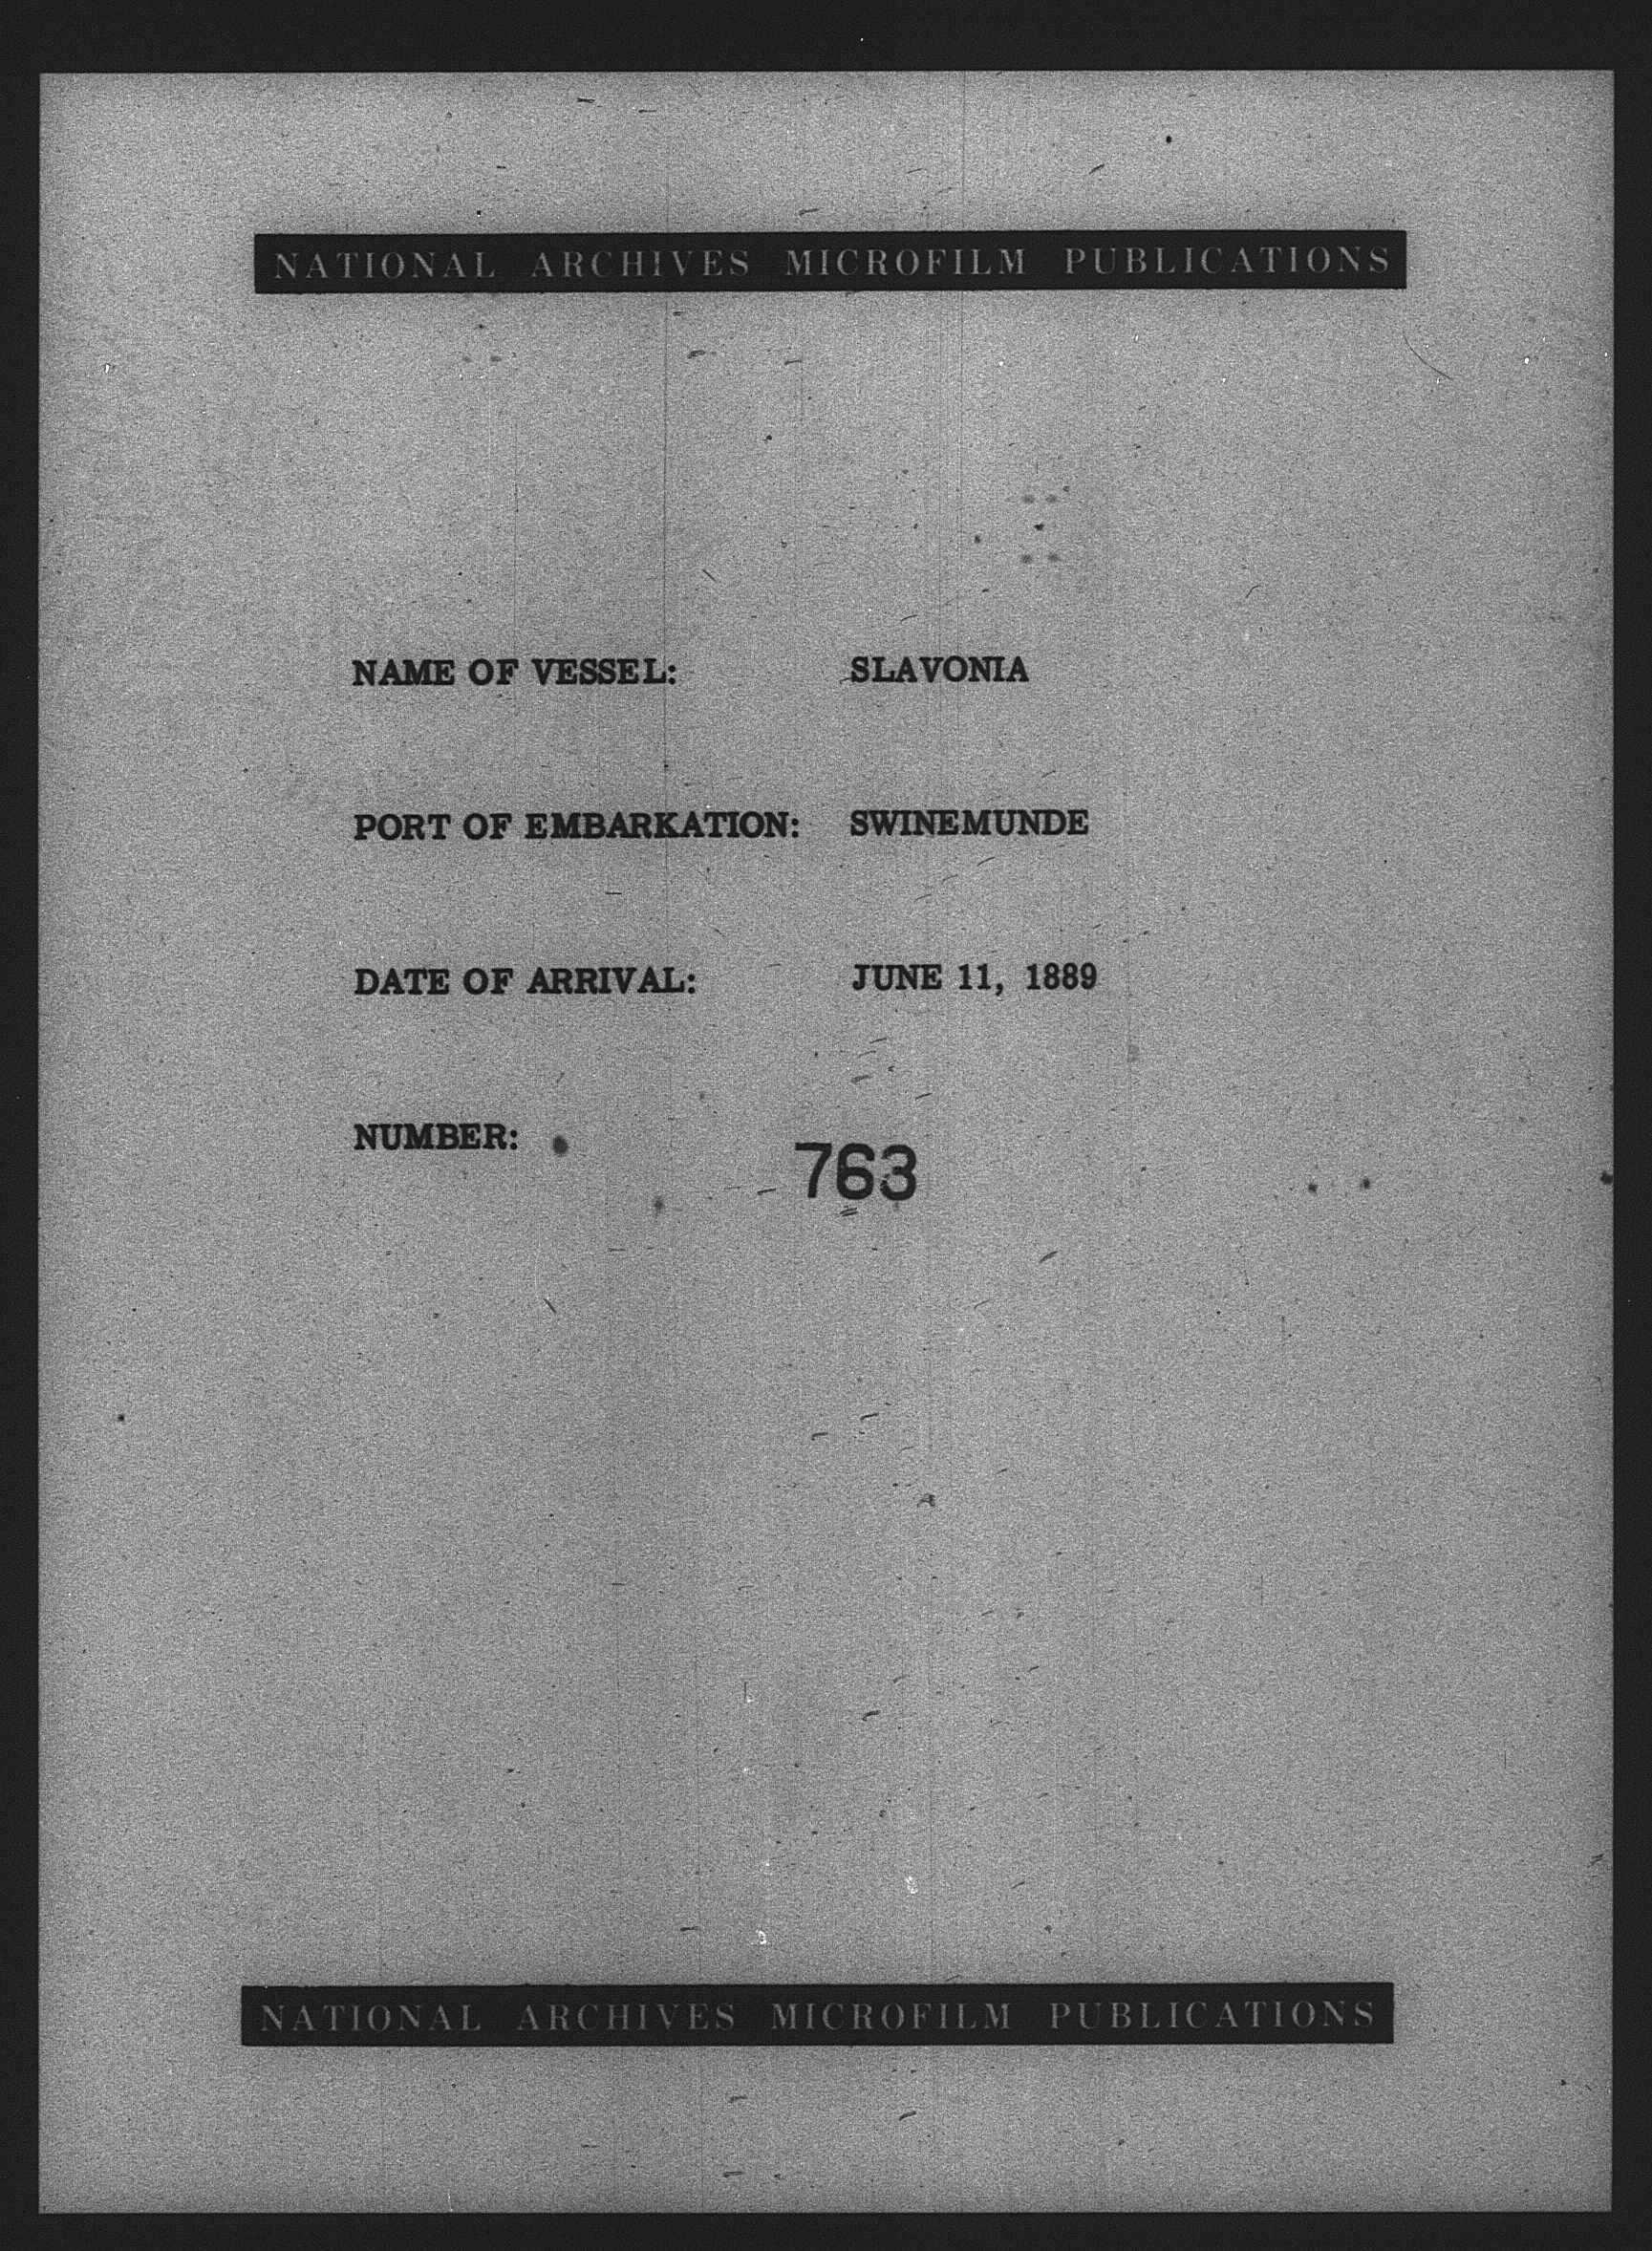 NATIONAL ARCHIVES MICROFILM PUBLICATIONS
NAME OF VESSEL: SLAVONIA
PORT OF EMBARKATION: SWINEMUNDE
DATE OF ARRIVAL: JUNE 11, 1889
NUMBER: 763
NATIONAL ARCHIVES MICROFILM PUBLICATIONS